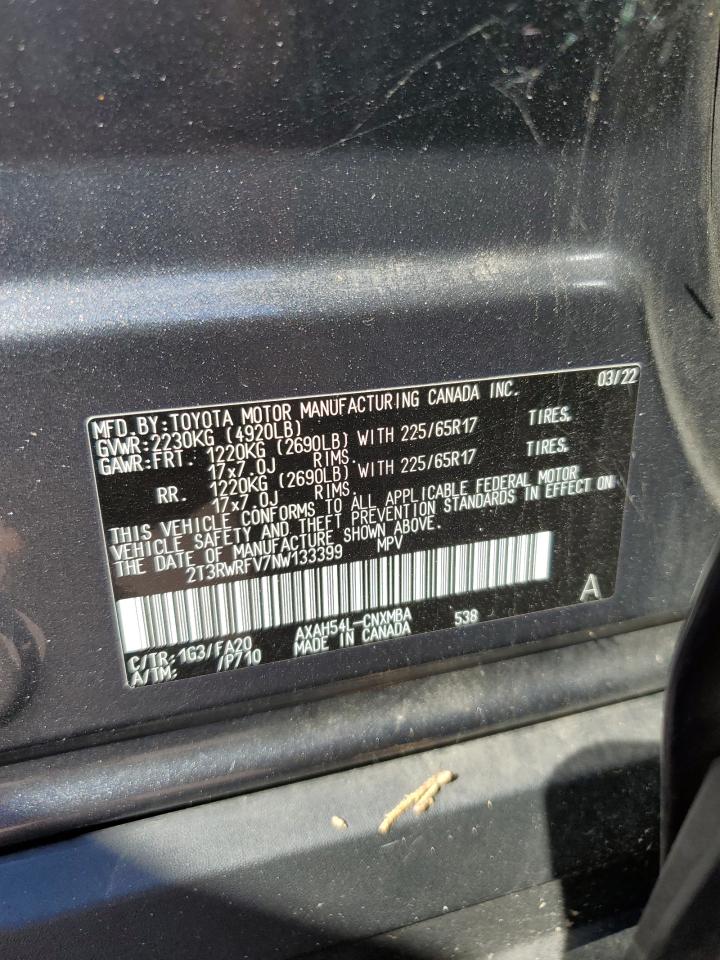 03/22
MFD.BY:TOYOTA MOTOR MANUFACTURING CANADA INC.
GVWR:2230KG (4920LB)
GAWR:FRT. 1220KG (2690LB) WITH 225/65R17 TIRES,
17x7.0J RIMS,
RR. 1220KG (2690LB) WITH 225/65R17 TIRES,
17x7.0J RIMS,
THIS VEHICLE CONFORMS TO ALL APPLICABLE FEDERAL MOTOR
VEHICLE SAFETY AND THEFT PREVENTION STANDARDS IN EFFECT ON
THE DATE OF MANUFACTURE SHOWN ABOVE.
2T3RWRFV7NW133399 MPV
A
C/TR:1G3/FA20 AXAH54L-CNXMBA 538
A/TM: /P710 MADE IN CANADA